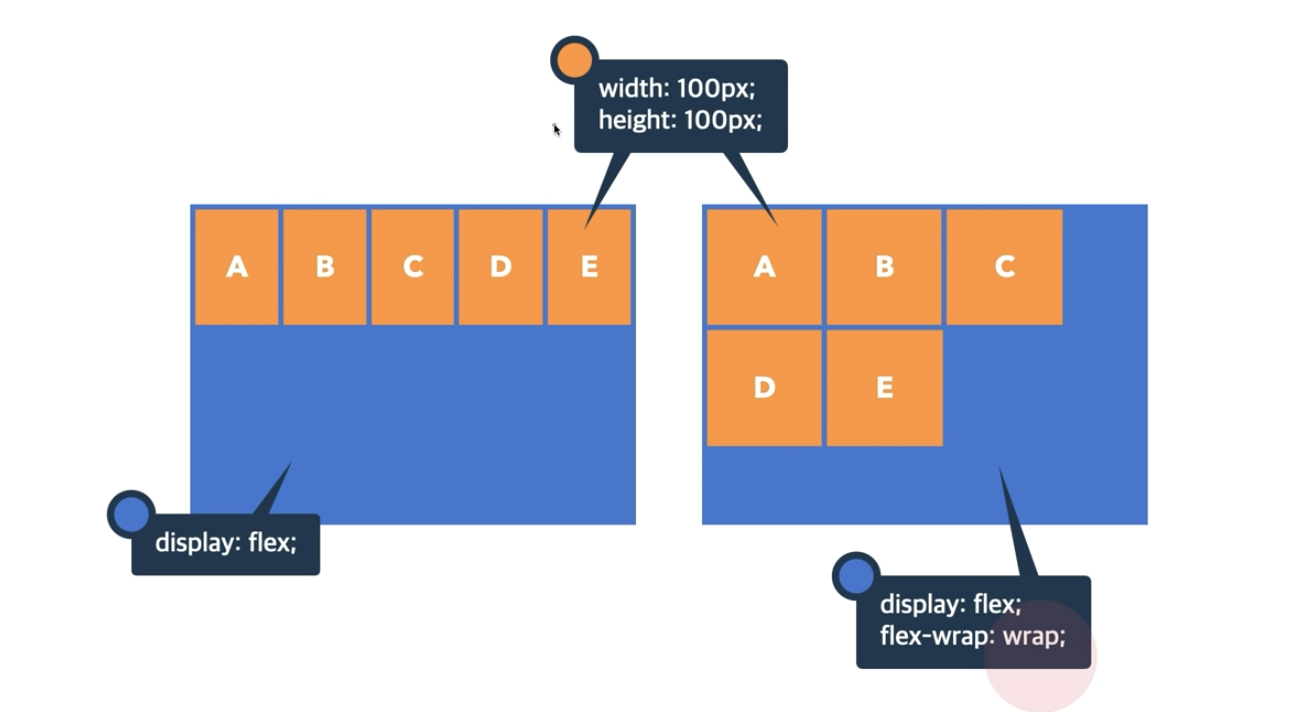 width: 100px;
height: 100px;
A B C D E
A B C
D E
display: flex;
display: flex;
flex-wrap: wrap;